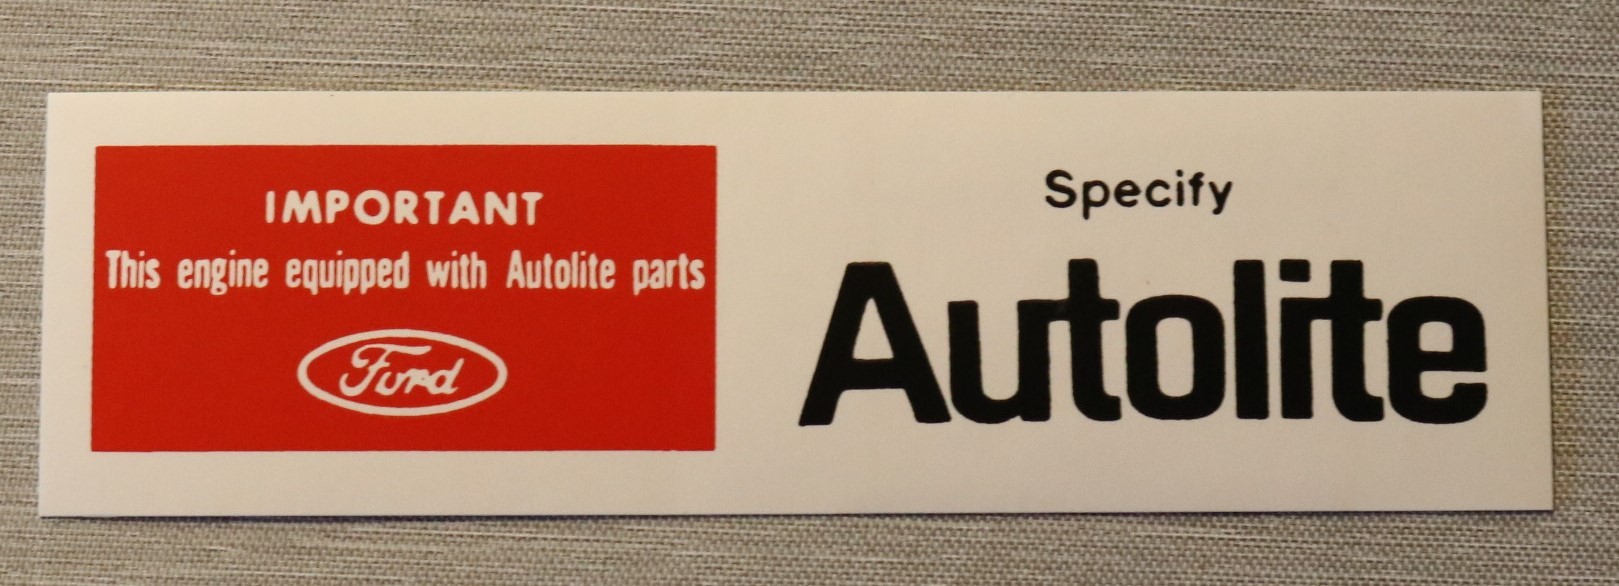 IMPORTANT
This engine equipped with Autolite parts
Ford
Specify
Autolite